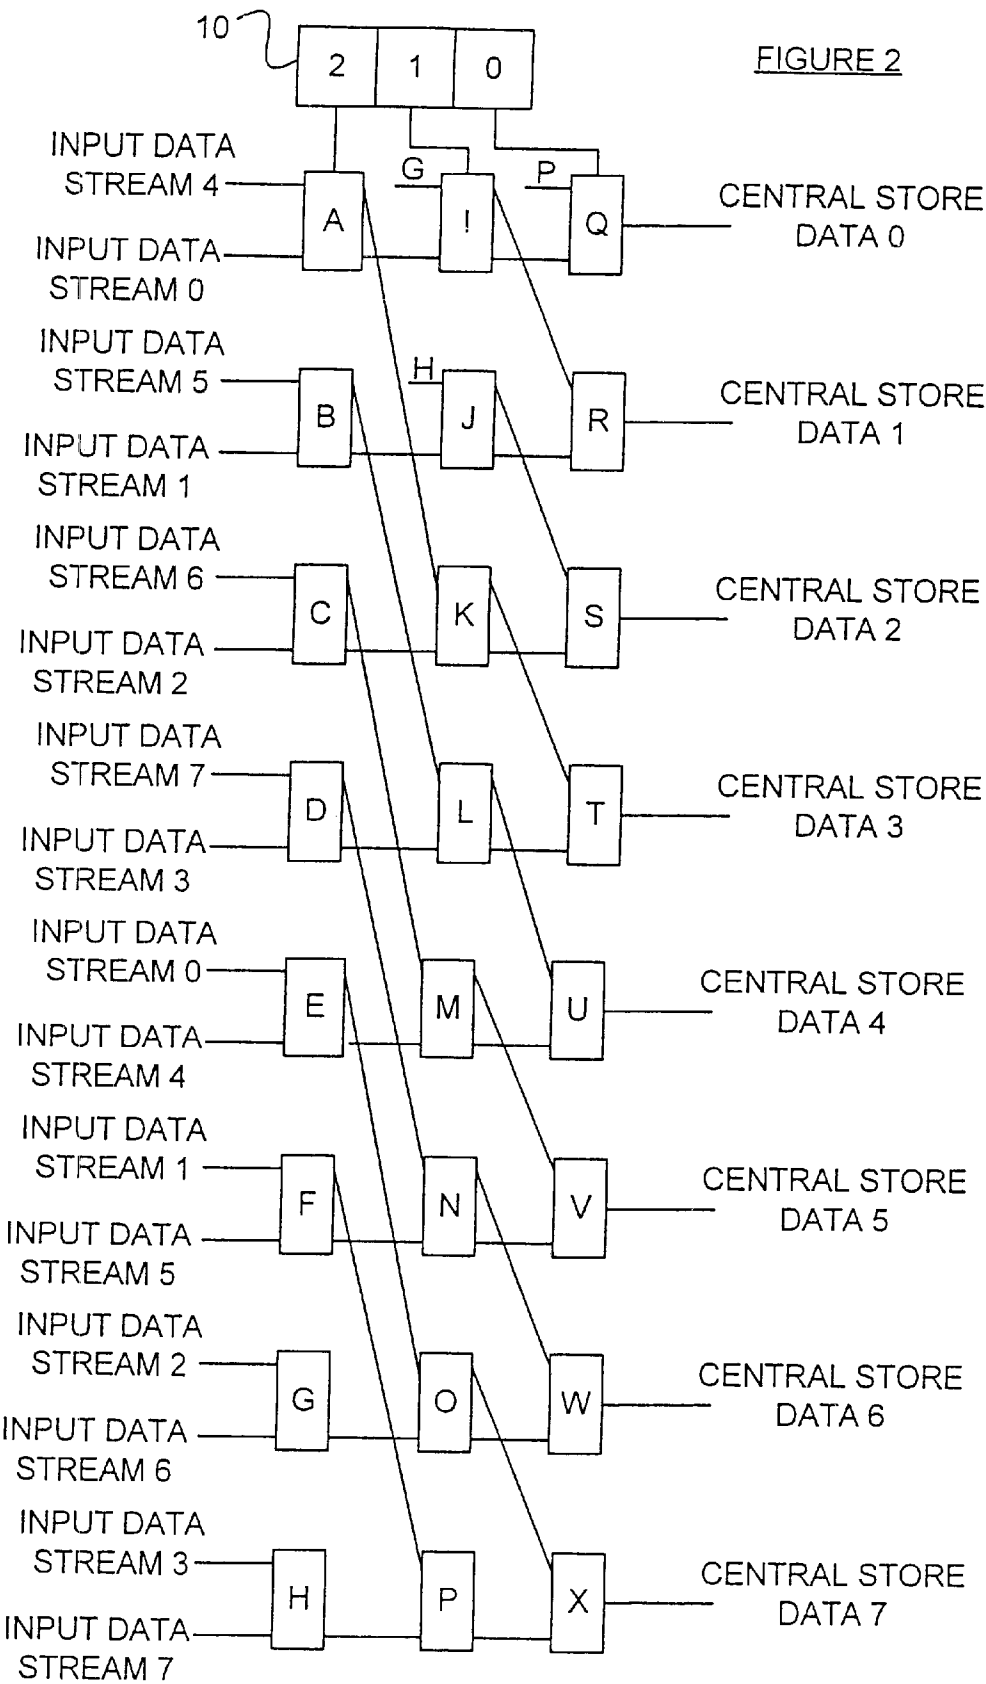 10
2 1 0
FIGURE 2
INPUT DATA
STREAM 4
G
P
A
I
Q
CENTRAL STORE
DATA 0
INPUT DATA
STREAM 0
INPUT DATA
STREAM 5
H
B
J
R
CENTRAL STORE
DATA 1
INPUT DATA
STREAM 1
INPUT DATA
STREAM 6
C
K
S
CENTRAL STORE
DATA 2
INPUT DATA
STREAM 2
INPUT DATA
STREAM 7
D
L
T
CENTRAL STORE
DATA 3
INPUT DATA
STREAM 3
INPUT DATA
STREAM 0
E
M
U
CENTRAL STORE
DATA 4
INPUT DATA
STREAM 4
INPUT DATA
STREAM 1
F
N
V
CENTRAL STORE
DATA 5
INPUT DATA
STREAM 5
INPUT DATA
STREAM 2
G
O
W
CENTRAL STORE
DATA 6
INPUT DATA
STREAM 6
INPUT DATA
STREAM 3
H
P
X
CENTRAL STORE
DATA 7
INPUT DATA
STREAM 7